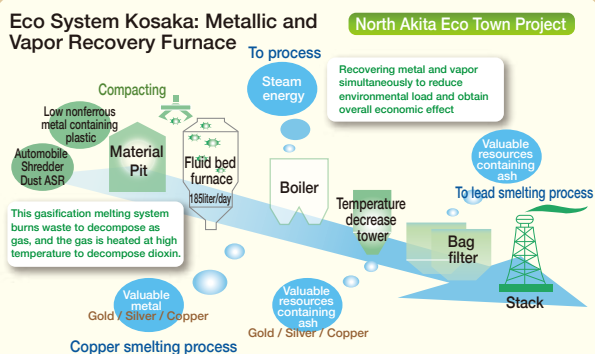 Eco System Kosaka: Metallic and
Vapor Recovery Furnace
North Akita Eco Town Project
To process
Steam
energy
Recovering metal and vapor
simultaneously to reduce
environmental load and obtain
overall economic effect
Compacting
Low nonferrous
metal containing
plastic
Automobile
Shredder
Dust ASR
Material
Pit
Fluid bed
furnace
185liter/day
Boiler
Temperature
decrease
tower
Valuable
resources
containing
ash
To lead smelting process
Bag
filter
Stack
This gasification melting system
burns waste to decompose as
gas, and the gas is heated at high
temperature to decompose dioxin.
Valuable
metal
Gold / Silver / Copper
Valuable
resources
containing
ash
Gold / Silver / Copper
Copper smelting process